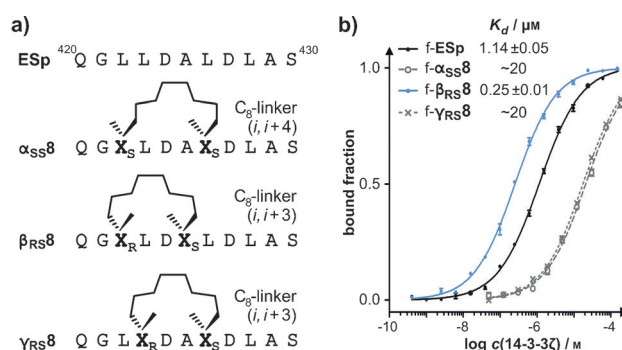 a)
420 430
ESp Q G L L D A L D L A S
C8-linker
(i, i+4)
αSS8 Q G XS L D A XS D L A S
C8-linker
(i, i+3)
βRS8 Q G XR L D XS L D L A S
C8-linker
(i, i+3)
γRS8 Q G L XR D A XS D L A S
b)
Kd / μM
f-ESp 1.14±0.05
f-αSS8 ~20
f-βRS8 0.25±0.01
f-γRS8 ~20
bound fraction
1.0
0.5
0.0
-10 -8 -6 -4
log c(14-3-3ζ) / M